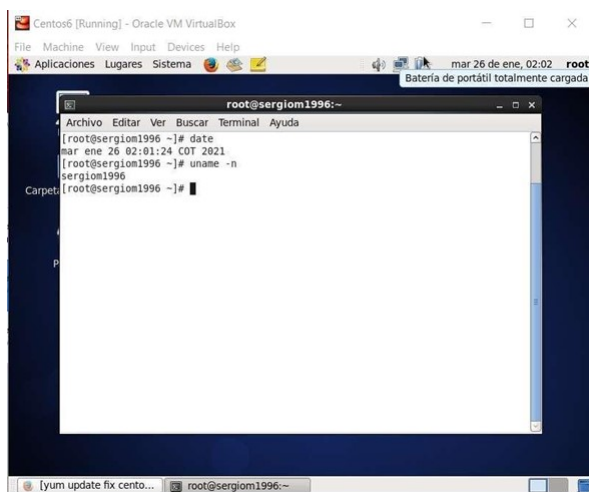 Centos6 [Running] - Oracle VM VirtualBox
File Machine View Input Devices Help
Aplicaciones Lugares Sistema mar 26 de ene, 02:02 root
Batería de portátil totalmente cargada
root@sergiom1996:~
Archivo Editar Ver Buscar Terminal Ayuda
[root@sergiom1996 ~]# date
mar ene 26 02:01:24 COT 2021
[root@sergiom1996 ~]# uname -n
sergiom1996
[root@sergiom1996 ~]#
Carpet
P
[yum update fix cento... root@sergiom1996:~